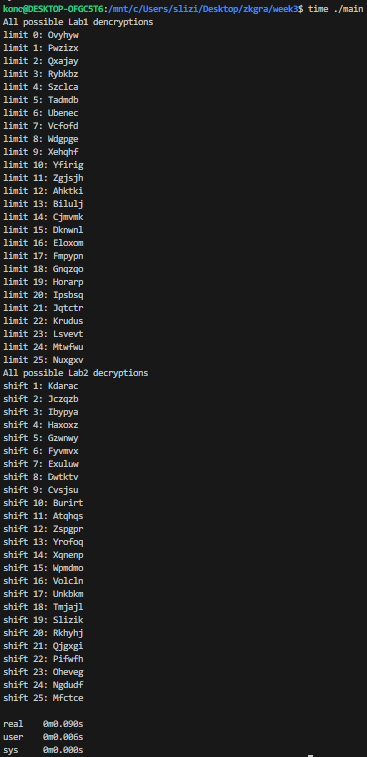 konc@DESKTOP-OFGC5T6:/mnt/c/Users/slizi/Desktop/zkgra/week3$ time ./main
All possible Lab1 dencryptions
limit 0: Ovyhyw
limit 1: Pwzizx
limit 2: Qxajay
limit 3: Rybkbz
limit 4: Szclca
limit 5: Tadmdb
limit 6: Ubenec
limit 7: Vcfofd
limit 8: Wdgpge
limit 9: Xehqhf
limit 10: Yfirig
limit 11: Zgjsjh
limit 12: Ahktki
limit 13: Bilulj
limit 14: Cjmvmk
limit 15: Dknwnl
limit 16: Eloxom
limit 17: Fmpypn
limit 18: Gnqzqo
limit 19: Horarp
limit 20: Ipsbsq
limit 21: Jqtctr
limit 22: Krudus
limit 23: Lsvevt
limit 24: Mtwfwu
limit 25: Nuxgxv
All possible Lab2 decryptions
shift 1: Kdarac
shift 2: Jczqzb
shift 3: Ibypya
shift 4: Haxoxz
shift 5: Gzwnwy
shift 6: Fyvmvx
shift 7: Exuluw
shift 8: Dwtktv
shift 9: Cvsjsu
shift 10: Burirt
shift 11: Atqhqs
shift 12: Zspgpr
shift 13: Yrofoq
shift 14: Xqnenp
shift 15: Wpmdmo
shift 16: Volcln
shift 17: Unkbkm
shift 18: Tmjajl
shift 19: Slizik
shift 20: Rkhyhj
shift 21: Qjgxgi
shift 22: Pifwfh
shift 23: Oheveg
shift 24: Ngdudf
shift 25: Mfctce
real 0m0.090s
user 0m0.006s
sys 0m0.000s